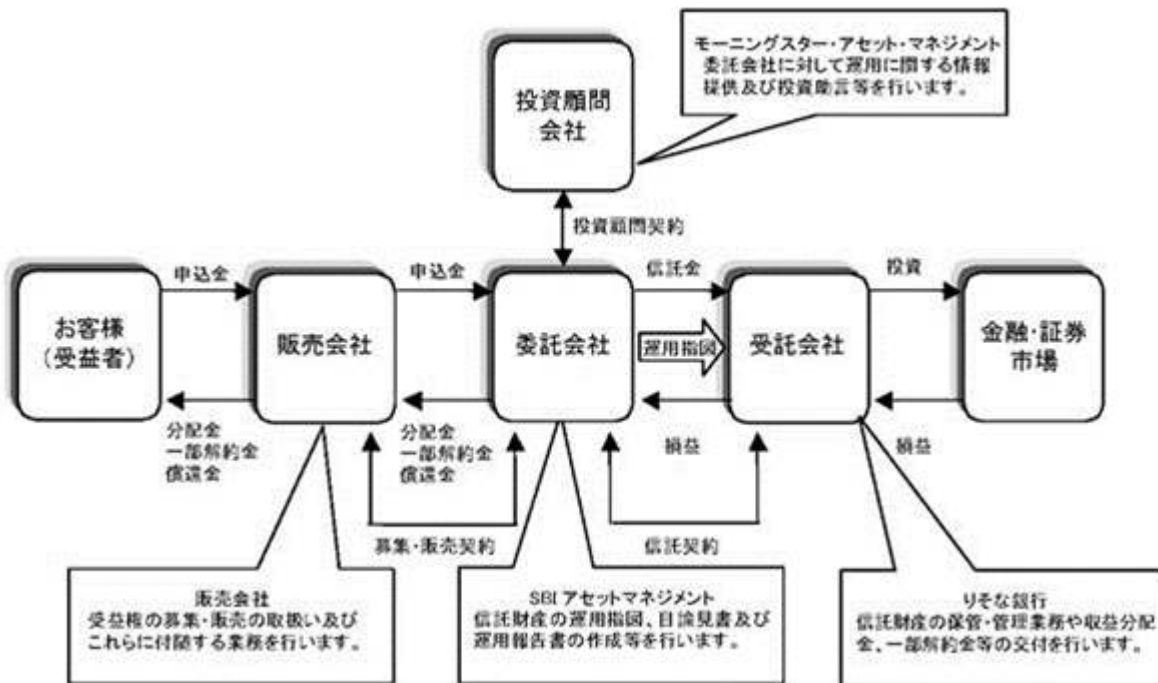 モーニングスター・アセット・マネジメント
委託会社に対して運用に関する情報
提供及び投資助言等を行います。
投資顧問
会社
投資顧問契約
申込金
申込金
信託金
投資
お客様
(受益者)
販売会社
委託会社
運用指図
受託会社
金融・証券
市場
分配金
一部解約金
償還金
分配金
一部解約金
償還金
損益
損益
募集・販売契約
信託契約
販売会社
受益権の募集・販売の取扱い及び
これらに付随する業務を行います。
SBIアセットマネジメント
信託財産の運用指図、目論見書及び
運用報告書の作成等を行います。
りそな銀行
信託財産の保管・管理業務や収益分配
金、一部解約金等の交付を行います。